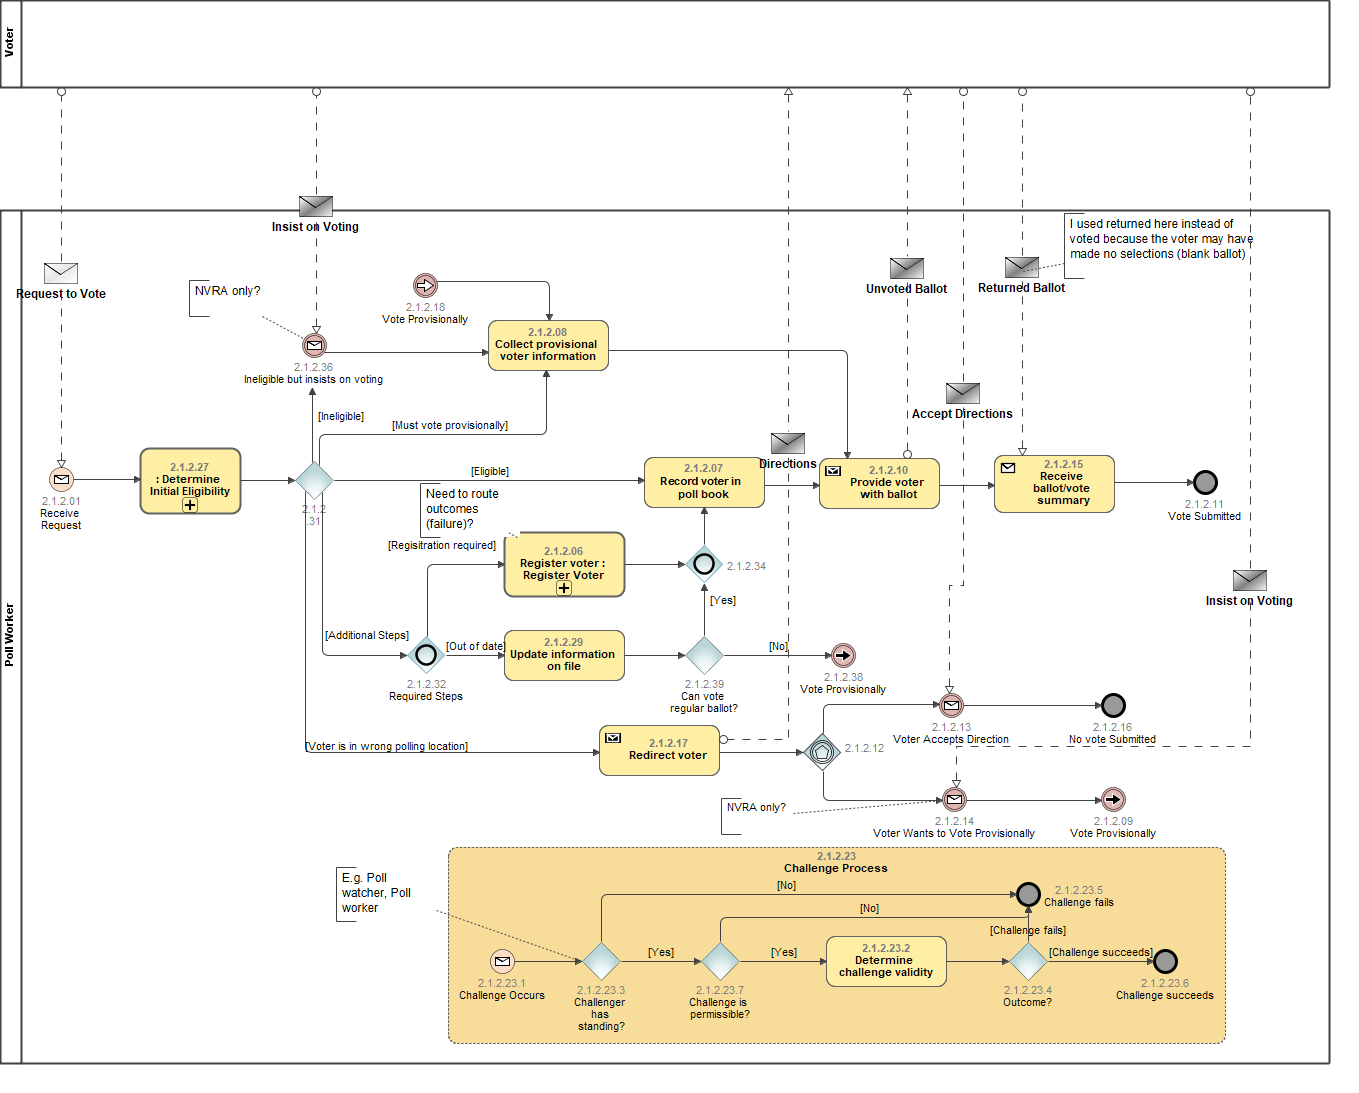 Voter
Poll Worker
Insist on Voting
I used returned here instead of
voted because the voter may have
made no selections (blank ballot)
Request to Vote
NVRA only?
Unvoted Ballot
Returned Ballot
2.1.2.18
Vote Provisionally
2.1.2.08
Collect provisional
voter information
2.1.2.36
Ineligible but insists on voting
[Ineligible]
[Must vote provisionally]
Accept Directions
Directions
2.1.2.27
: Determine
Initial Eligibility
[Eligible]
2.1.2.07
Record voter in
poll book
2.1.2.10
Provide voter
with ballot
2.1.2.15
Receive
ballot/vote
summary
2.1.2.01
Receive
Request
2.1.2
.31
Need to route
outcomes
(failure)?
2.1.2.11
Vote Submitted
[Regisitration required]
2.1.2.06
Register voter :
Register Voter
2.1.2.34
[Yes]
Insist on Voting
[Additional Steps]
[Out of date]
2.1.2.29
Update information
on file
[No]
2.1.2.32
Required Steps
2.1.2.39
Can vote
regular ballot?
2.1.2.38
Vote Provisionally
[Voter is in wrong polling location]
2.1.2.17
Redirect voter
2.1.2.12
2.1.2.13
Voter Accepts Direction
2.1.2.16
No vote Submitted
NVRA only?
2.1.2.14
Voter Wants to Vote Provisionally
2.1.2.09
Vote Provisionally
2.1.2.23
Challenge Process
E.g. Poll
watcher, Poll
worker
[No]
[No]
2.1.2.23.5
Challenge fails
[Challenge fails]
[Yes]
[Yes]
2.1.2.23.2
Determine
challenge validity
[Challenge succeeds]
2.1.2.23.1
Challenge Occurs
2.1.2.23.3
Challenger
has
standing?
2.1.2.23.7
Challenge is
permissible?
2.1.2.23.4
Outcome?
2.1.2.23.6
Challenge succeeds